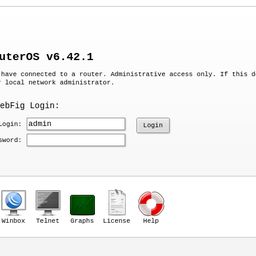 uterOS v6.42.1
have connected to a router. Administrative access only. If this d
local network administrator.
ebFig Login:
Login:
admin
Login
sword:
Winbox
Telnet
Graphs
License
Help